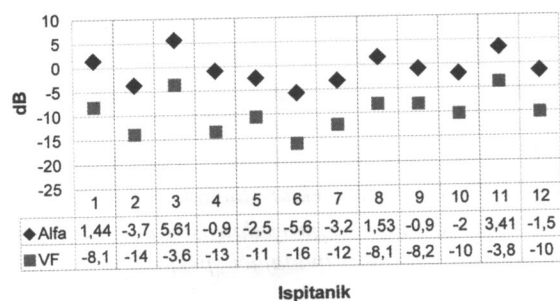 10
5
0
-5
-10
-15
-20
-25
dB
1 2 3 4 5 6 7 8 9 10 11 12
Alfa 1,44 -3,7 5,61 -0,9 -2,5 -5,6 -3,2 1,53 -0,9 -2 3,41 -1,5
VF -8,1 -14 -3,6 -13 -11 -16 -12 -8,1 -8,2 -10 -3,8 -10
Ispitanik